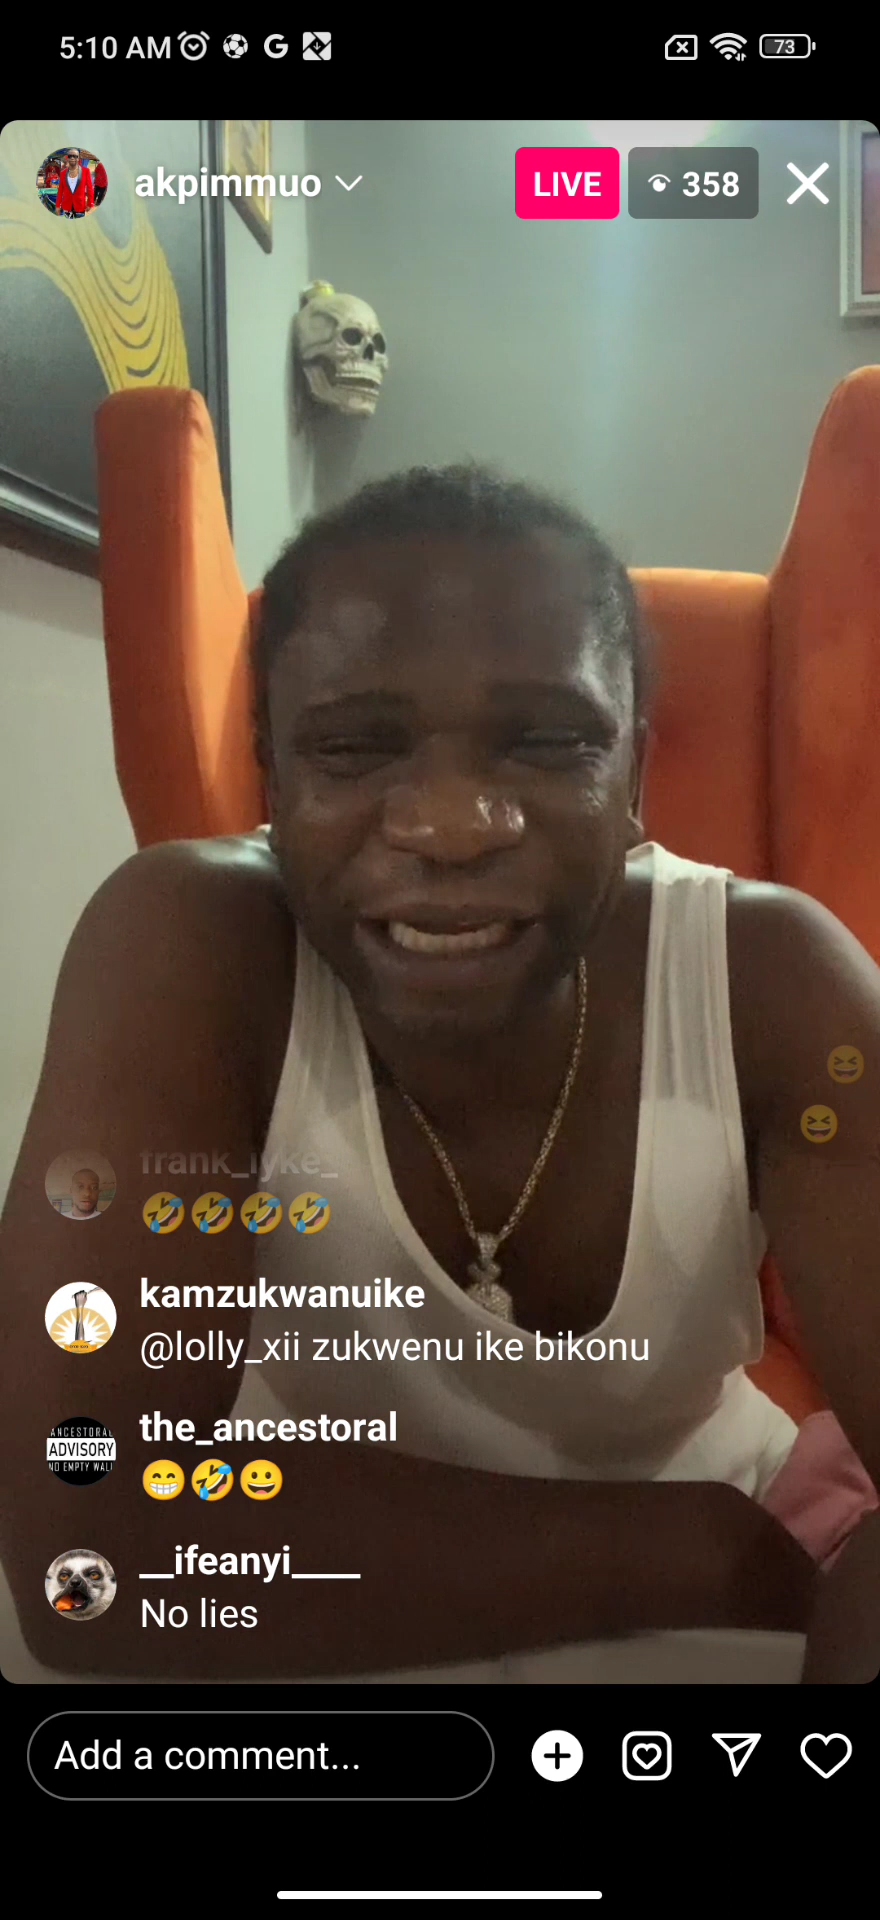 5:10 AM
73
akpimmuo
LIVE
358
frank_iyke_
🤣🤣🤣🤣
kamzukwanuike
@lolly_xii zukwenu ike bikonu
ANCESTORAL
ADVISORY
NO EMPTY WALL
the_ancestoral
😁🤣😀
__ifeanyi____
No lies
Add a comment...